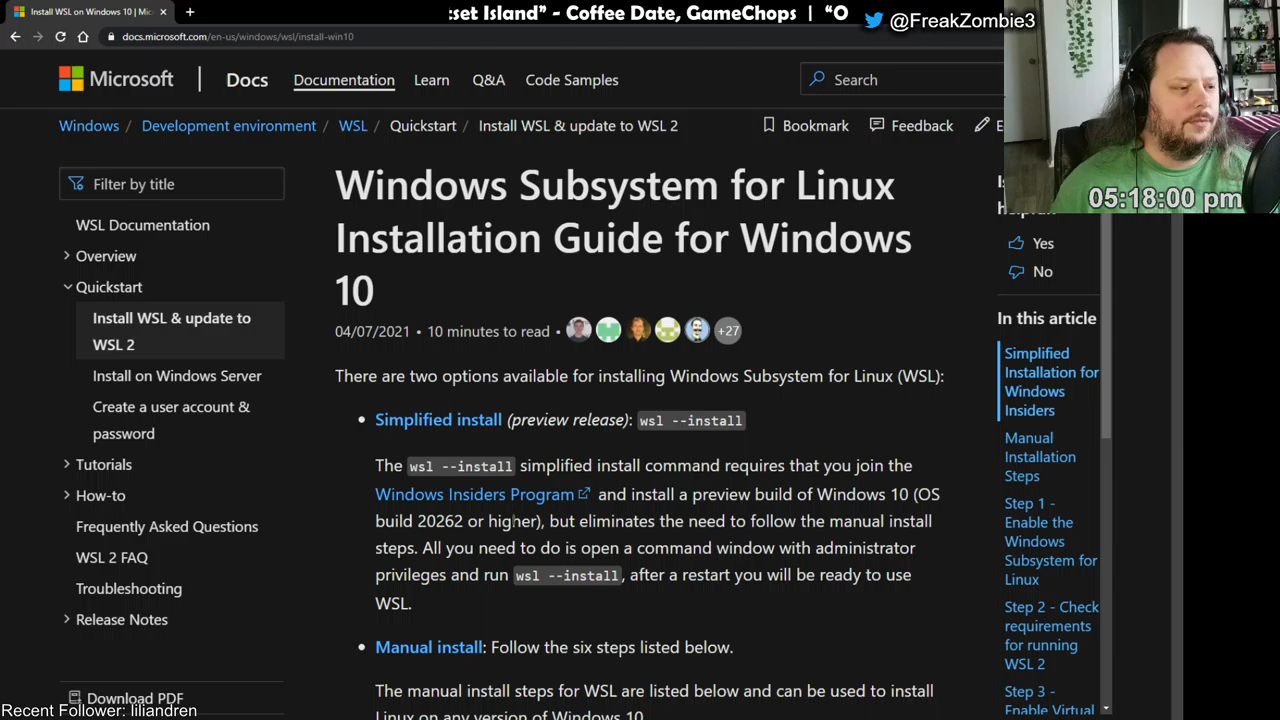 Install WSL on Windows 10 | Mic
:set Island” - Coffee Date, GameChops | “O
@FreakZombie3
docs.microsoft.com/en-us/windows/wsl/install-win10
Microsoft
Docs
Documentation
Learn
Q&A
Code Samples
Search
Windows / Development environment / WSL / Quickstart / Install WSL & update to WSL 2
Bookmark
Feedback
05:18:00 pm
Filter by title
WSL Documentation
Overview
Quickstart
Install WSL & update to
WSL 2
Install on Windows Server
Create a user account &
password
Tutorials
How-to
Frequently Asked Questions
WSL 2 FAQ
Troubleshooting
Release Notes
Download PDF
Recent Follower: liliandren
Windows Subsystem for Linux
Installation Guide for Windows
10
04/07/2021 • 10 minutes to read • +27
There are two options available for installing Windows Subsystem for Linux (WSL):
• Simplified install (preview release): wsl --install
The wsl --install simplified install command requires that you join the
Windows Insiders Program and install a preview build of Windows 10 (OS
build 20262 or higher), but eliminates the need to follow the manual install
steps. All you need to do is open a command window with administrator
privileges and run wsl --install, after a restart you will be ready to use
WSL.
• Manual install: Follow the six steps listed below.
The manual install steps for WSL are listed below and can be used to install
Linux on any version of Windows 10.
Yes
No
In this article
Simplified
Installation for
Windows
Insiders
Manual
Installation
Steps
Step 1 -
Enable the
Windows
Subsystem for
Linux
Step 2 - Check
requirements
for running
WSL 2
Step 3 -
Enable Virtual